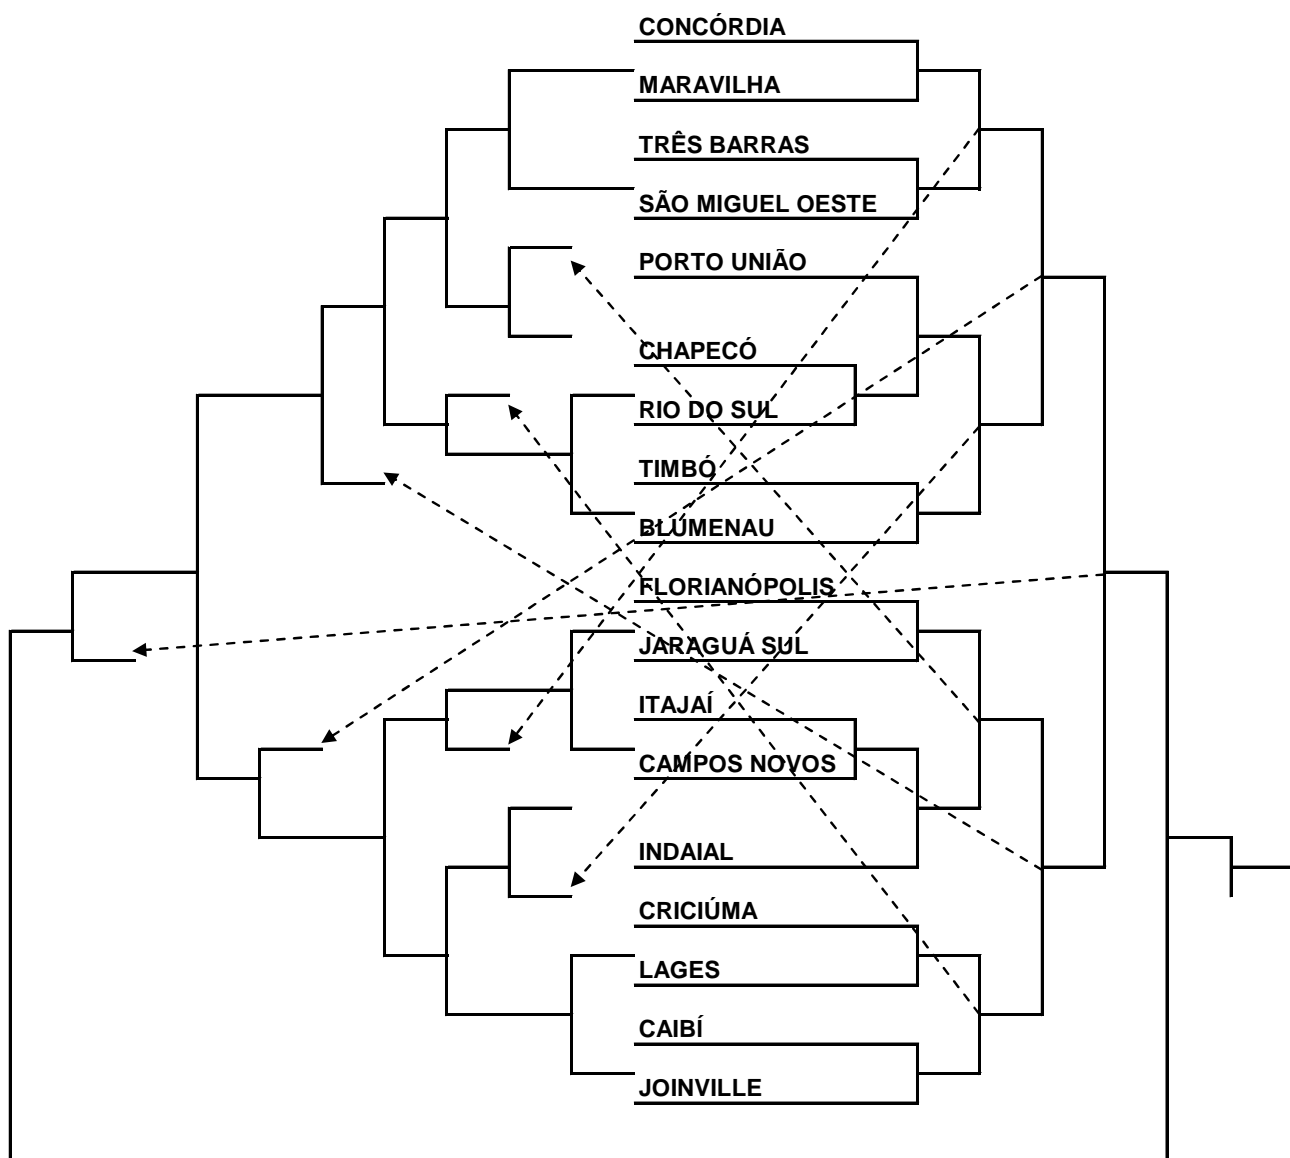 CONCÓRDIA
MARAVILHA
TRÊS BARRAS
SÃO MIGUEL OESTE
PORTO UNIÃO
CHAPECÓ
RIO DO SUL
TIMBÓ
BLUMENAU
FLORIANÓPOLIS
JARAGUÁ SUL
ITAJAÍ
CAMPOS NOVOS
INDAIAL
CRICIÚMA
LAGES
CAIBÍ
JOINVILLE